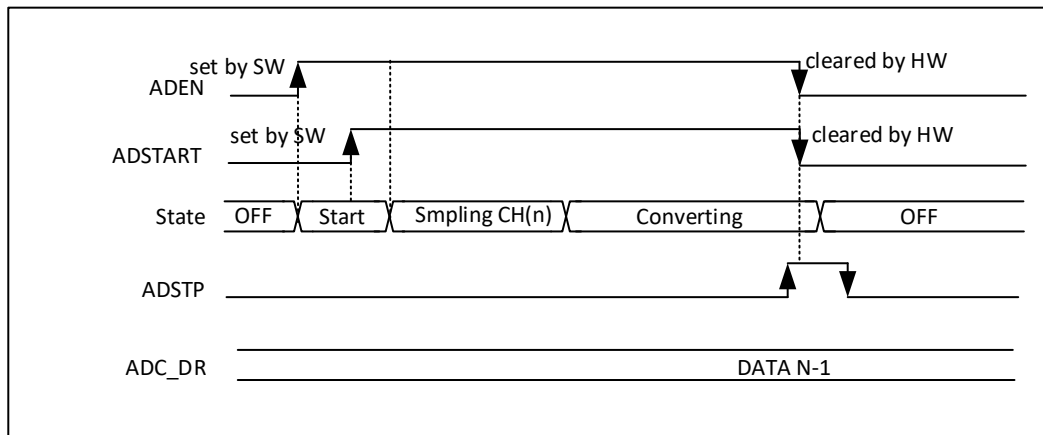 set by SW
cleared by HW
ADEN
set by SW
cleared by HW
ADSTART
State OFF Start Smpling CH(n) Converting OFF
ADSTP
ADC_DR DATA N-1